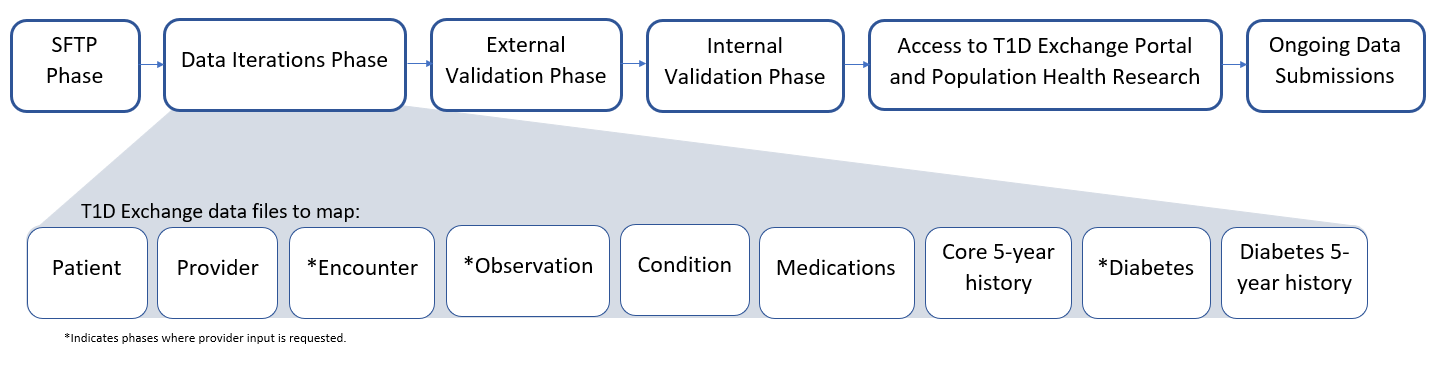 SFTP
Phase
Data Iterations Phase
External
Validation Phase
Internal
Validation Phase
Access to T1D Exchange Portal
and Population Health Research
Ongoing Data
Submissions
T1D Exchange data files to map:
Patient
Provider
*Encounter
*Observation
Condition
Medications
Core 5-year
history
*Diabetes
Diabetes 5-
year history
*Indicates phases where provider input is requested.